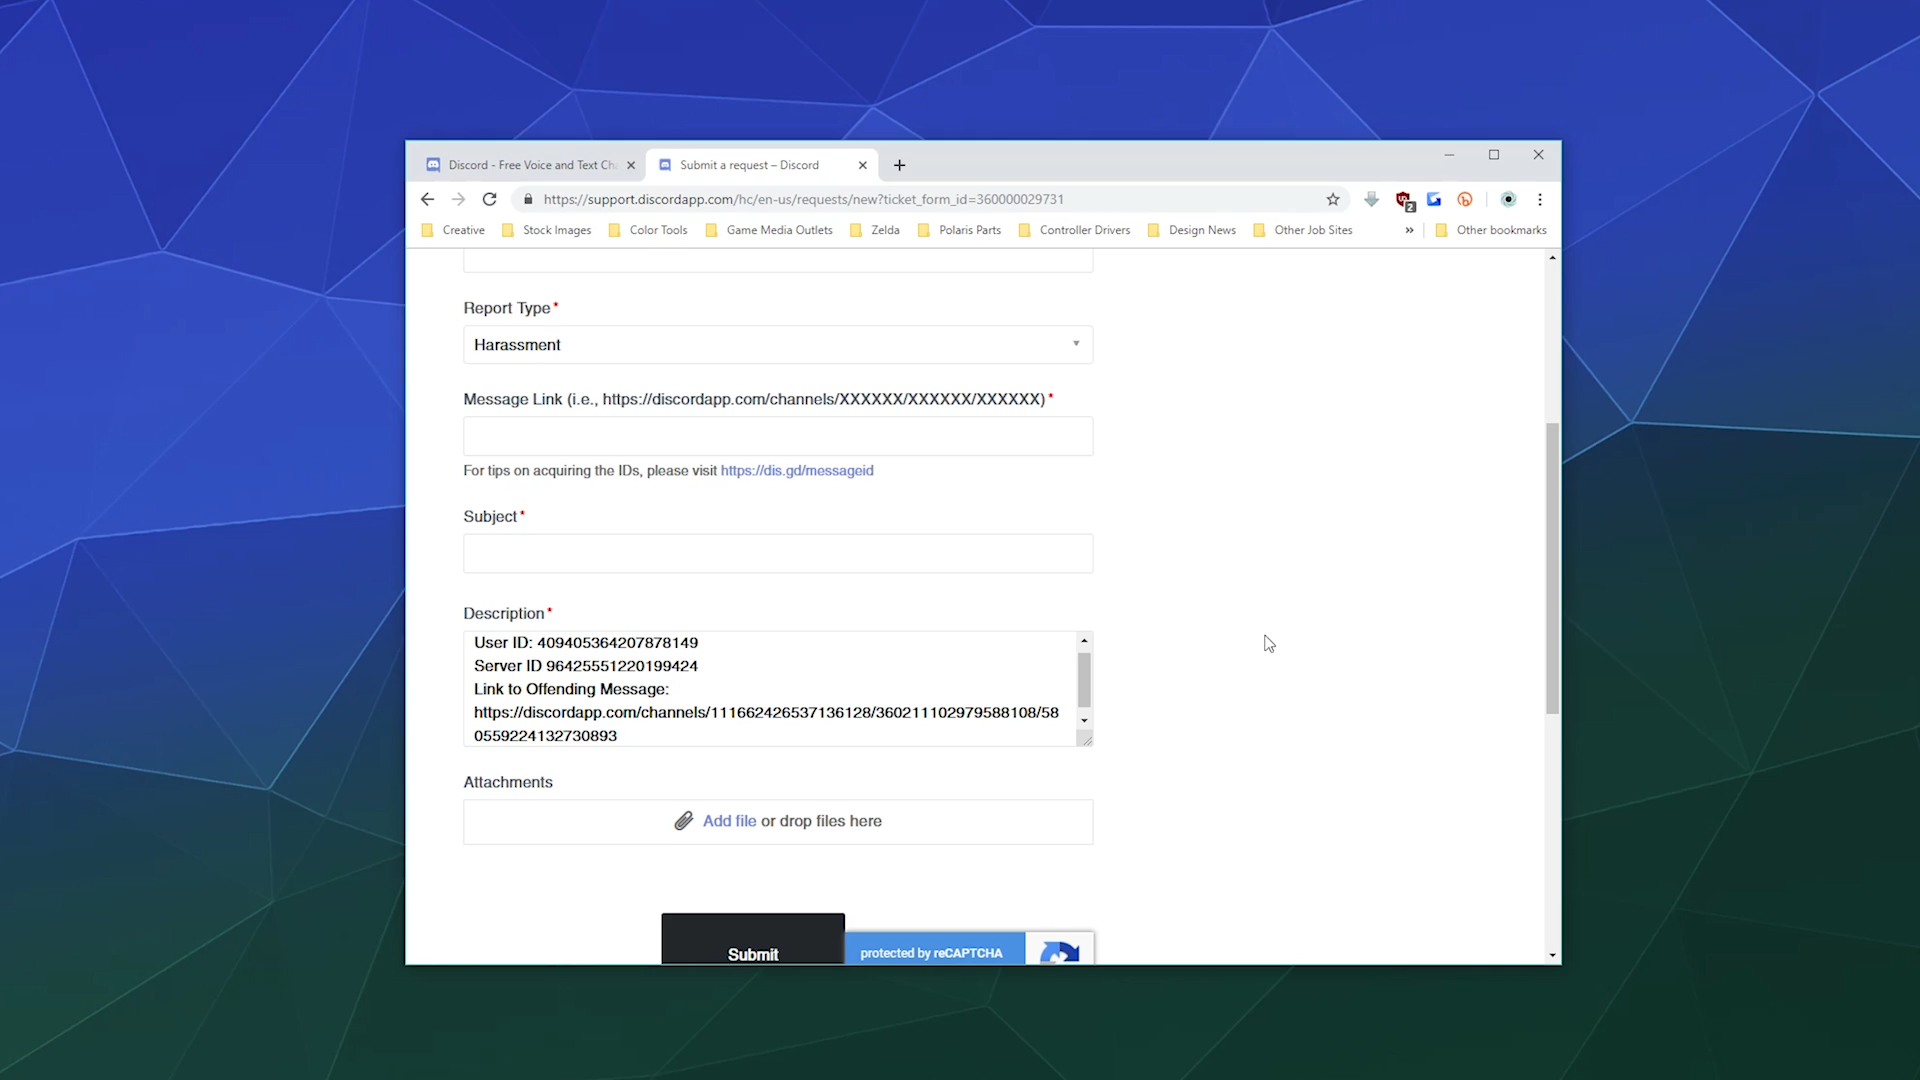 Discord - Free Voice and Text Ch
Submit a request – Discord
https://support.discordapp.com/hc/en-us/requests/new?ticket_form_id=360000029731
2
Creative
Stock Images
Color Tools
Game Media Outlets
Zelda
Polaris Parts
Controller Drivers
Design News
Other Job Sites
»
Other bookmarks
Report Type*
Harassment
Message Link (i.e., https://discordapp.com/channels/XXXXXX/XXXXXX/XXXXXX)*
For tips on acquiring the IDs, please visit https://dis.gd/messageid
Subject*
Description*
User ID: 409405364207878149
Server ID 96425551220199424
Link to Offending Message:
https://discordapp.com/channels/111662426537136128/360211102979588108/58
0559224132730893
Attachments
Add file or drop files here
Submit
protected by reCAPTCHA